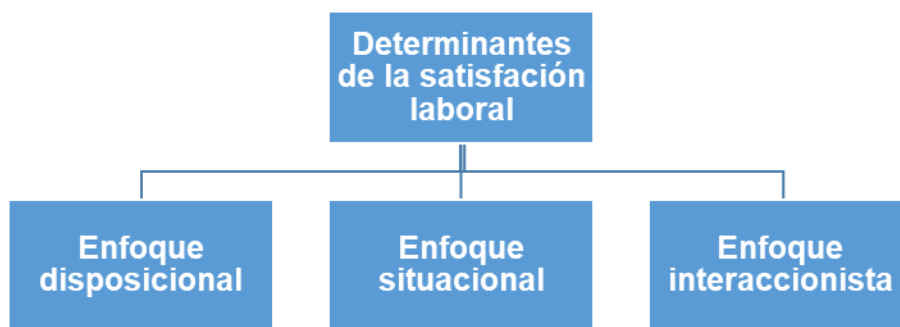 Determinantes
de la satisfación
laboral
Enfoque
disposicional
Enfoque
situacional
Enfoque
interaccionista